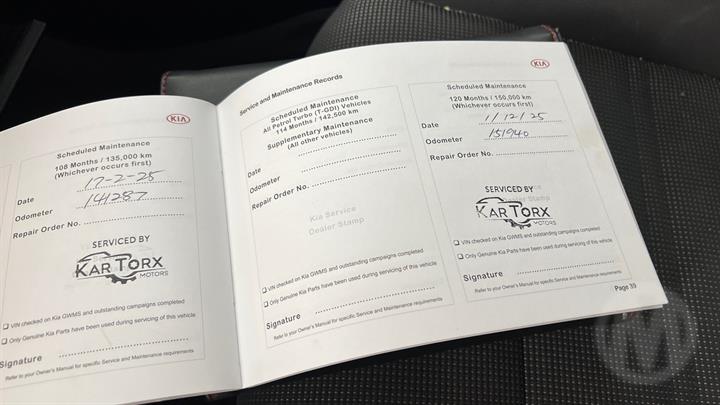 KIA
Scheduled Maintenance
108 Months / 135,000 km
(Whichever occurs first)
Date 17-2-25
Odometer 141287
Repair Order No.
SERVICED BY
KAR TORX
MOTORS
VIN checked on Kia GWMS and outstanding campaigns completed
Only Genuine Kia Parts have been used during servicing of this vehicle
Signature
Refer to your Owner's Manual for specific Service and Maintenance requirements
Service and Maintenance Records
Scheduled Maintenance
All Petrol Turbo (T-GDI) Vehicles
114 Months / 142,500 km
Supplementary Maintenance
(All other vehicles)
Date
Odometer
Repair Order No.
Kia Service
Dealer Stamp
VIN checked on Kia GWMS and outstanding campaigns completed
Only Genuine Kia Parts have been used during servicing of this vehicle
Signature
Refer to your Owner's Manual for specific Service and Maintenance requirements
KIA
Scheduled Maintenance
120 Months / 150,000 km
(Whichever occurs first)
Date 1/12/25
Odometer 151940
Repair Order No.
SERVICED BY
Dealer Stamp
KAR TORX
MOTORS
VIN checked on Kia GWMS and outstanding campaigns completed
Only Genuine Kia Parts have been used during servicing of this vehicle
Signature
Refer to your Owner's Manual for specific Service and Maintenance requirements
Page 39
M